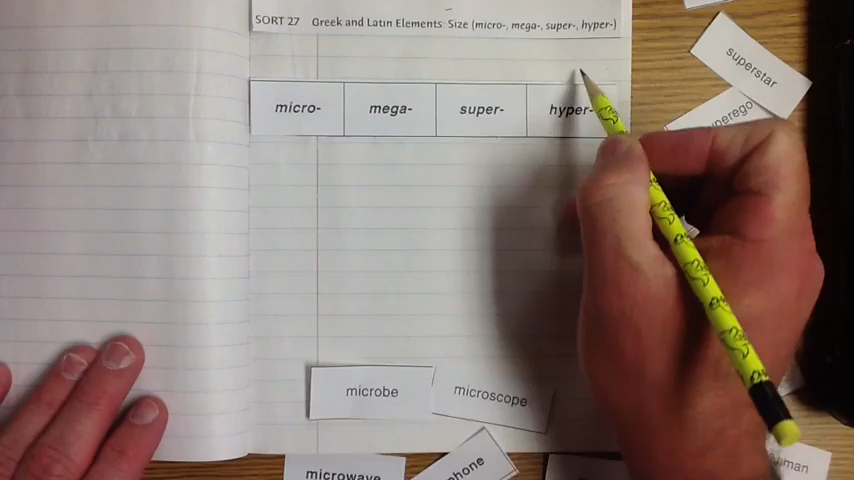 SORT 27 Greek and Latin Elements: Size (micro-, mega-, super-, hyper-)
superstar
superego
micro- mega- super- hyper-
microbe microscope
microwave